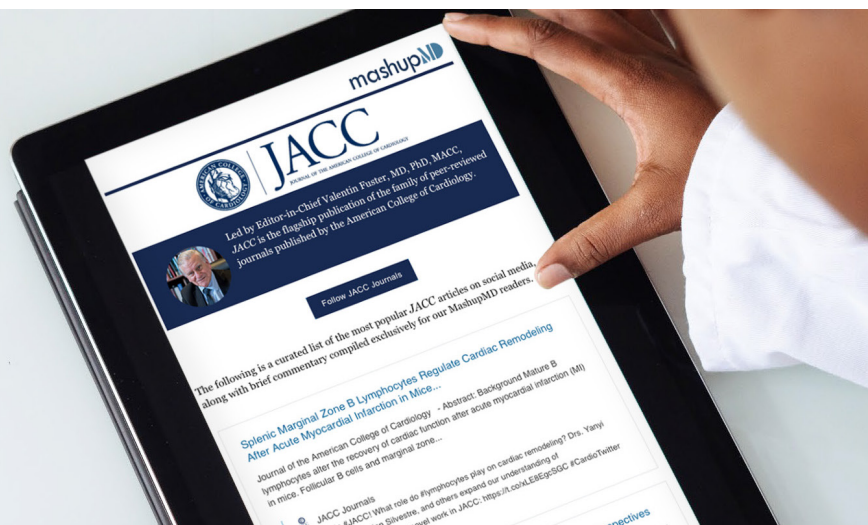 mashupMD
AMERICAN COLLEGE OF CARDIOLOGY
JACC
JOURNAL OF THE AMERICAN COLLEGE OF CARDIOLOGY
Led by Editor-in-Chief Valentin Fuster, MD, PhD, MACC,
JACC is the flagship publication of the family of peer-reviewed
journals published by the American College of Cardiology.
Follow JACC Journals
The following is a curated list of the most popular JACC articles on social media,
along with brief commentary compiled exclusively for our MashupMD readers.
Splenic Marginal Zone B Lymphocytes Regulate Cardiac Remodeling
After Acute Myocardial Infarction in Mice...
Journal of the American College of Cardiology - Abstract: Background Mature B
lymphocytes alter the recovery of cardiac function after acute myocardial infarction (MI)
in mice. Follicular B cells and marginal zone...
JACC Journals
#JACC! What role do #lymphocytes play on cardiac remodeling? Drs. Yanyi
Silvestre, and others expand our understanding of
work in JACC: https://t.co/xLE8EgcSGC #CardioTwitter